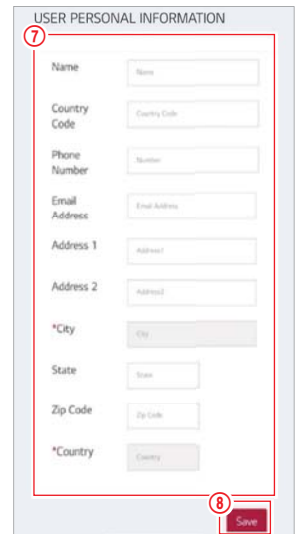 USER PERSONAL INFORMATION
7
Name
Name
Country
Code
Country Code
Phone
Number
Number
Email
Address
Email Address
Address 1
Address1
Address 2
Address2
*City
City
State
State
Zip Code
Zip Code
*Country
Country
8
Save